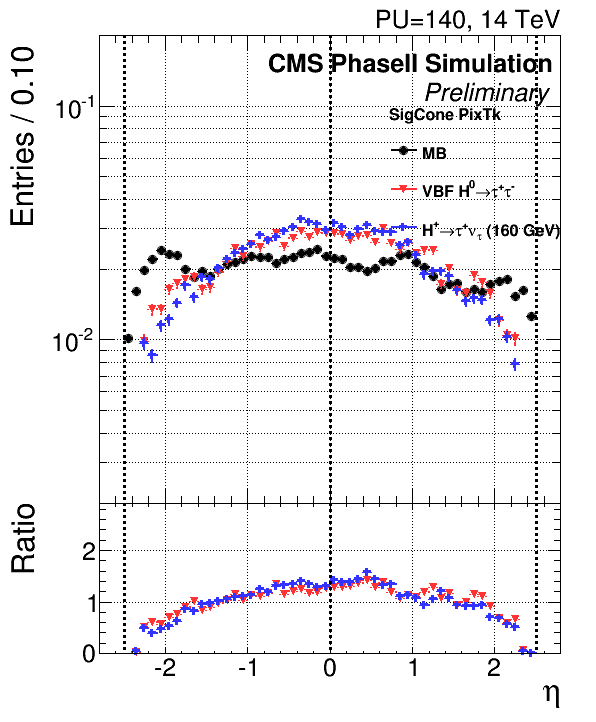 PU=140, 14 TeV
CMS PhaseII Simulation
Preliminary
SigCone PixTk
MB
VBF H⁰→τ⁺τ⁻
H⁺→τ⁺ν_τ (160 GeV)
Entries / 0.10
10⁻¹
10⁻²
Ratio
2
1
0
-2 -1 0 1 2
η